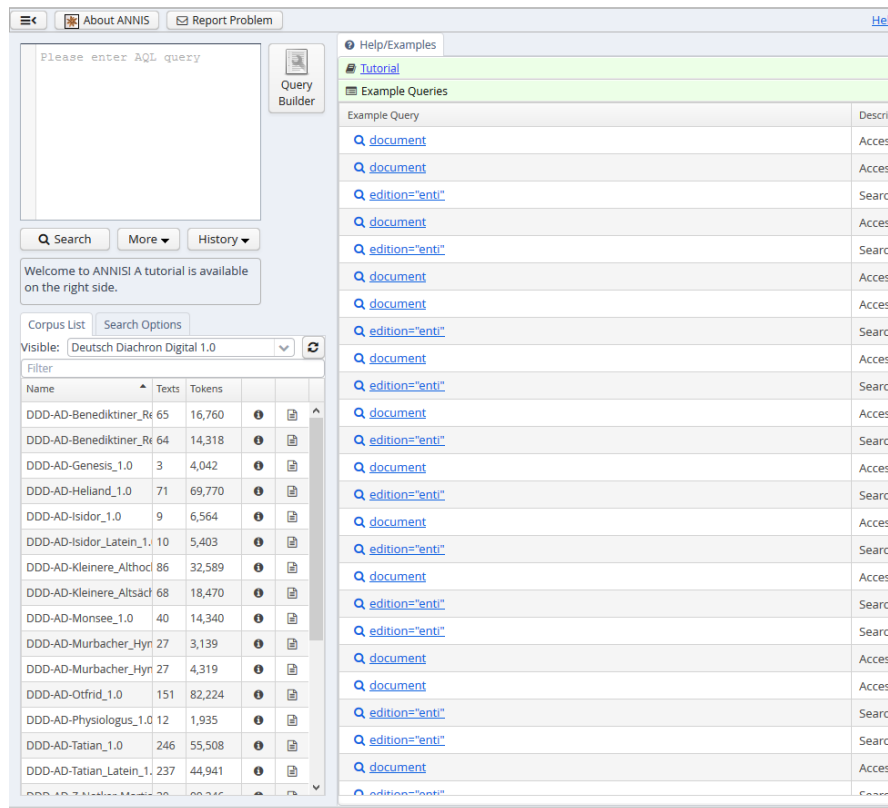 About ANNIS Report Problem
Please enter AQL query
Query
Builder
Search More History
Welcome to ANNIS! A tutorial is available
on the right side.
Corpus List Search Options
Visible: Deutsch Diachron Digital 1.0
Filter
Name Texts Tokens
DDD-AD-Benediktiner_Re 65 16,760
DDD-AD-Benediktiner_Re 64 14,318
DDD-AD-Genesis_1.0 3 4,042
DDD-AD-Heliand_1.0 71 69,770
DDD-AD-Isidor_1.0 9 6,564
DDD-AD-Isidor_Latein_1. 10 5,403
DDD-AD-Kleinere_Althoc 86 32,589
DDD-AD-Kleinere_Altsäch 68 18,470
DDD-AD-Monsee_1.0 40 14,340
DDD-AD-Murbacher_Hyn 27 3,139
DDD-AD-Murbacher_Hyn 27 4,319
DDD-AD-Otfrid_1.0 151 82,224
DDD-AD-Physiologus_1.0 12 1,935
DDD-AD-Tatian_1.0 246 55,508
DDD-AD-Tatian_Latein_1. 237 44,941
Hel
Help/Examples
Tutorial
Example Queries
Example Query Descri
document Acces
document Acces
edition="enti" Searc
document Acces
edition="enti" Searc
document Acces
document Acces
edition="enti" Searc
document Acces
edition="enti" Searc
document Acces
edition="enti" Searc
document Acces
edition="enti" Searc
document Acces
edition="enti" Searc
document Acces
edition="enti" Searc
edition="enti" Searc
document Acces
document Acces
edition="enti" Searc
edition="enti" Searc
document Acces
edition="enti" Searc